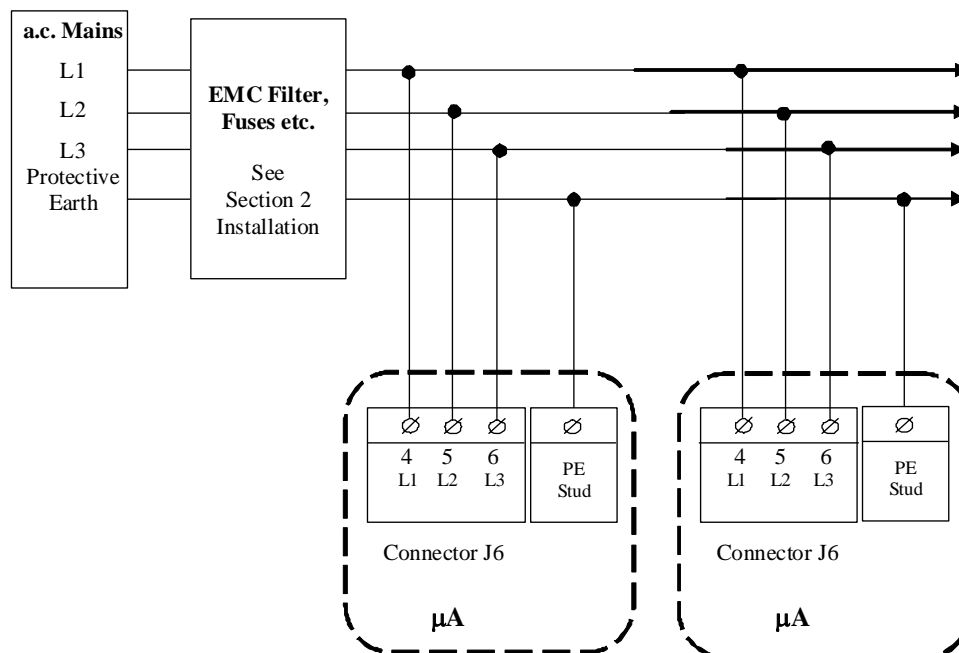 a.c. Mains
L1
L2
L3
Protective
Earth
EMC Filter,
Fuses etc.
See
Section 2
Installation
4 5 6
L1 L2 L3
PE
Stud
Connector J6
μA
4 5 6
L1 L2 L3
PE
Stud
Connector J6
μA